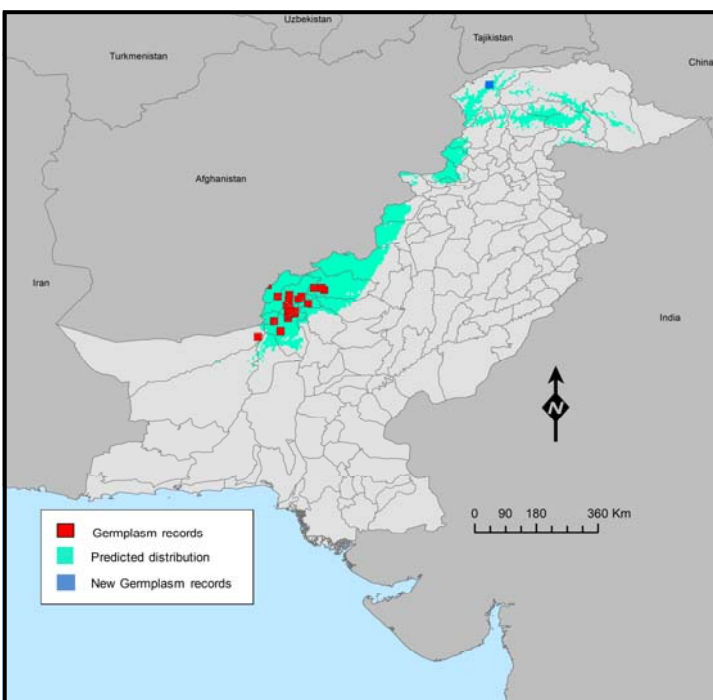 Uzbekistan
Tajikistan
Turkmenistan
China
Afghanistan
Iran
India
N
0 90 180 360 Km
Germplasm records
Predicted distribution
New Germplasm records